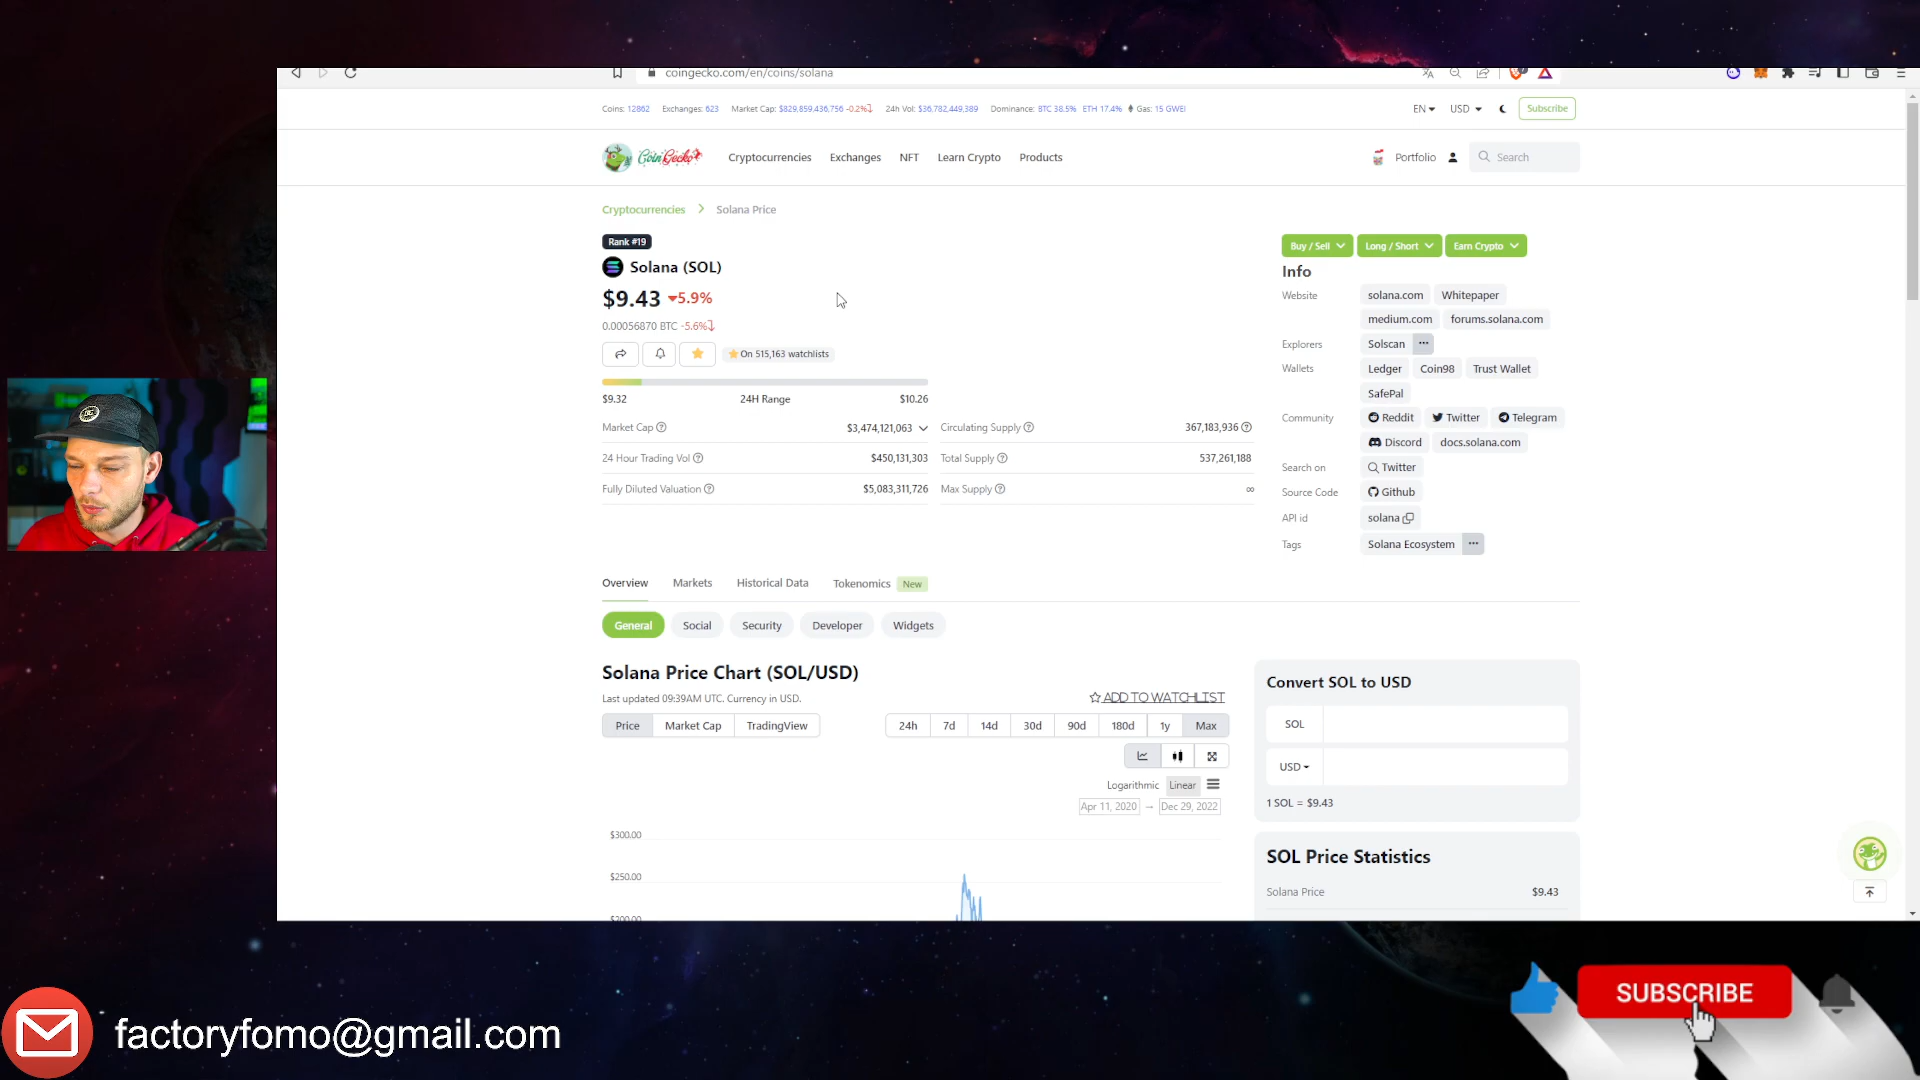 coingecko.com/en/coins/solana
Coins: 12862 Exchanges: 623 Market Cap: $829,859,436,756 -0.2% 24h Vol: $36,782,449,389 Dominance: BTC 38.5% ETH 17.4% Gas: 15 GWEI
EN USD Subscribe
CoinGecko Cryptocurrencies Exchanges NFT Learn Crypto Products Portfolio Search
Cryptocurrencies > Solana Price
Rank #19
Solana (SOL)
$9.43 5.9%
0.00056870 BTC -5.6%
On 515,163 watchlists
$9.32 24H Range $10.26
Market Cap $3,474,121,063 Circulating Supply 367,183,936
24 Hour Trading Vol $450,131,303 Total Supply 537,261,188
Fully Diluted Valuation $5,083,311,726 Max Supply ∞
Buy / Sell Long / Short Earn Crypto
Info
Website solana.com Whitepaper
medium.com forums.solana.com
Explorers Solscan ...
Wallets Ledger Coin98 Trust Wallet
SafePal
Community Reddit Twitter Telegram
Discord docs.solana.com
Search on Twitter
Source Code Github
API id solana
Tags Solana Ecosystem ...
Overview Markets Historical Data Tokenomics New
General Social Security Developer Widgets
Solana Price Chart (SOL/USD)
Last updated 09:39AM UTC. Currency in USD.
ADD TO WATCHLIST
Price Market Cap TradingView 24h 7d 14d 30d 90d 180d 1y Max
Logarithmic Linear
Apr 11, 2020 → Dec 29, 2022
$300.00
$250.00
$200.00
Convert SOL to USD
SOL
USD
1 SOL = $9.43
SOL Price Statistics
Solana Price $9.43
factoryfomo@gmail.com
SUBSCRIBE